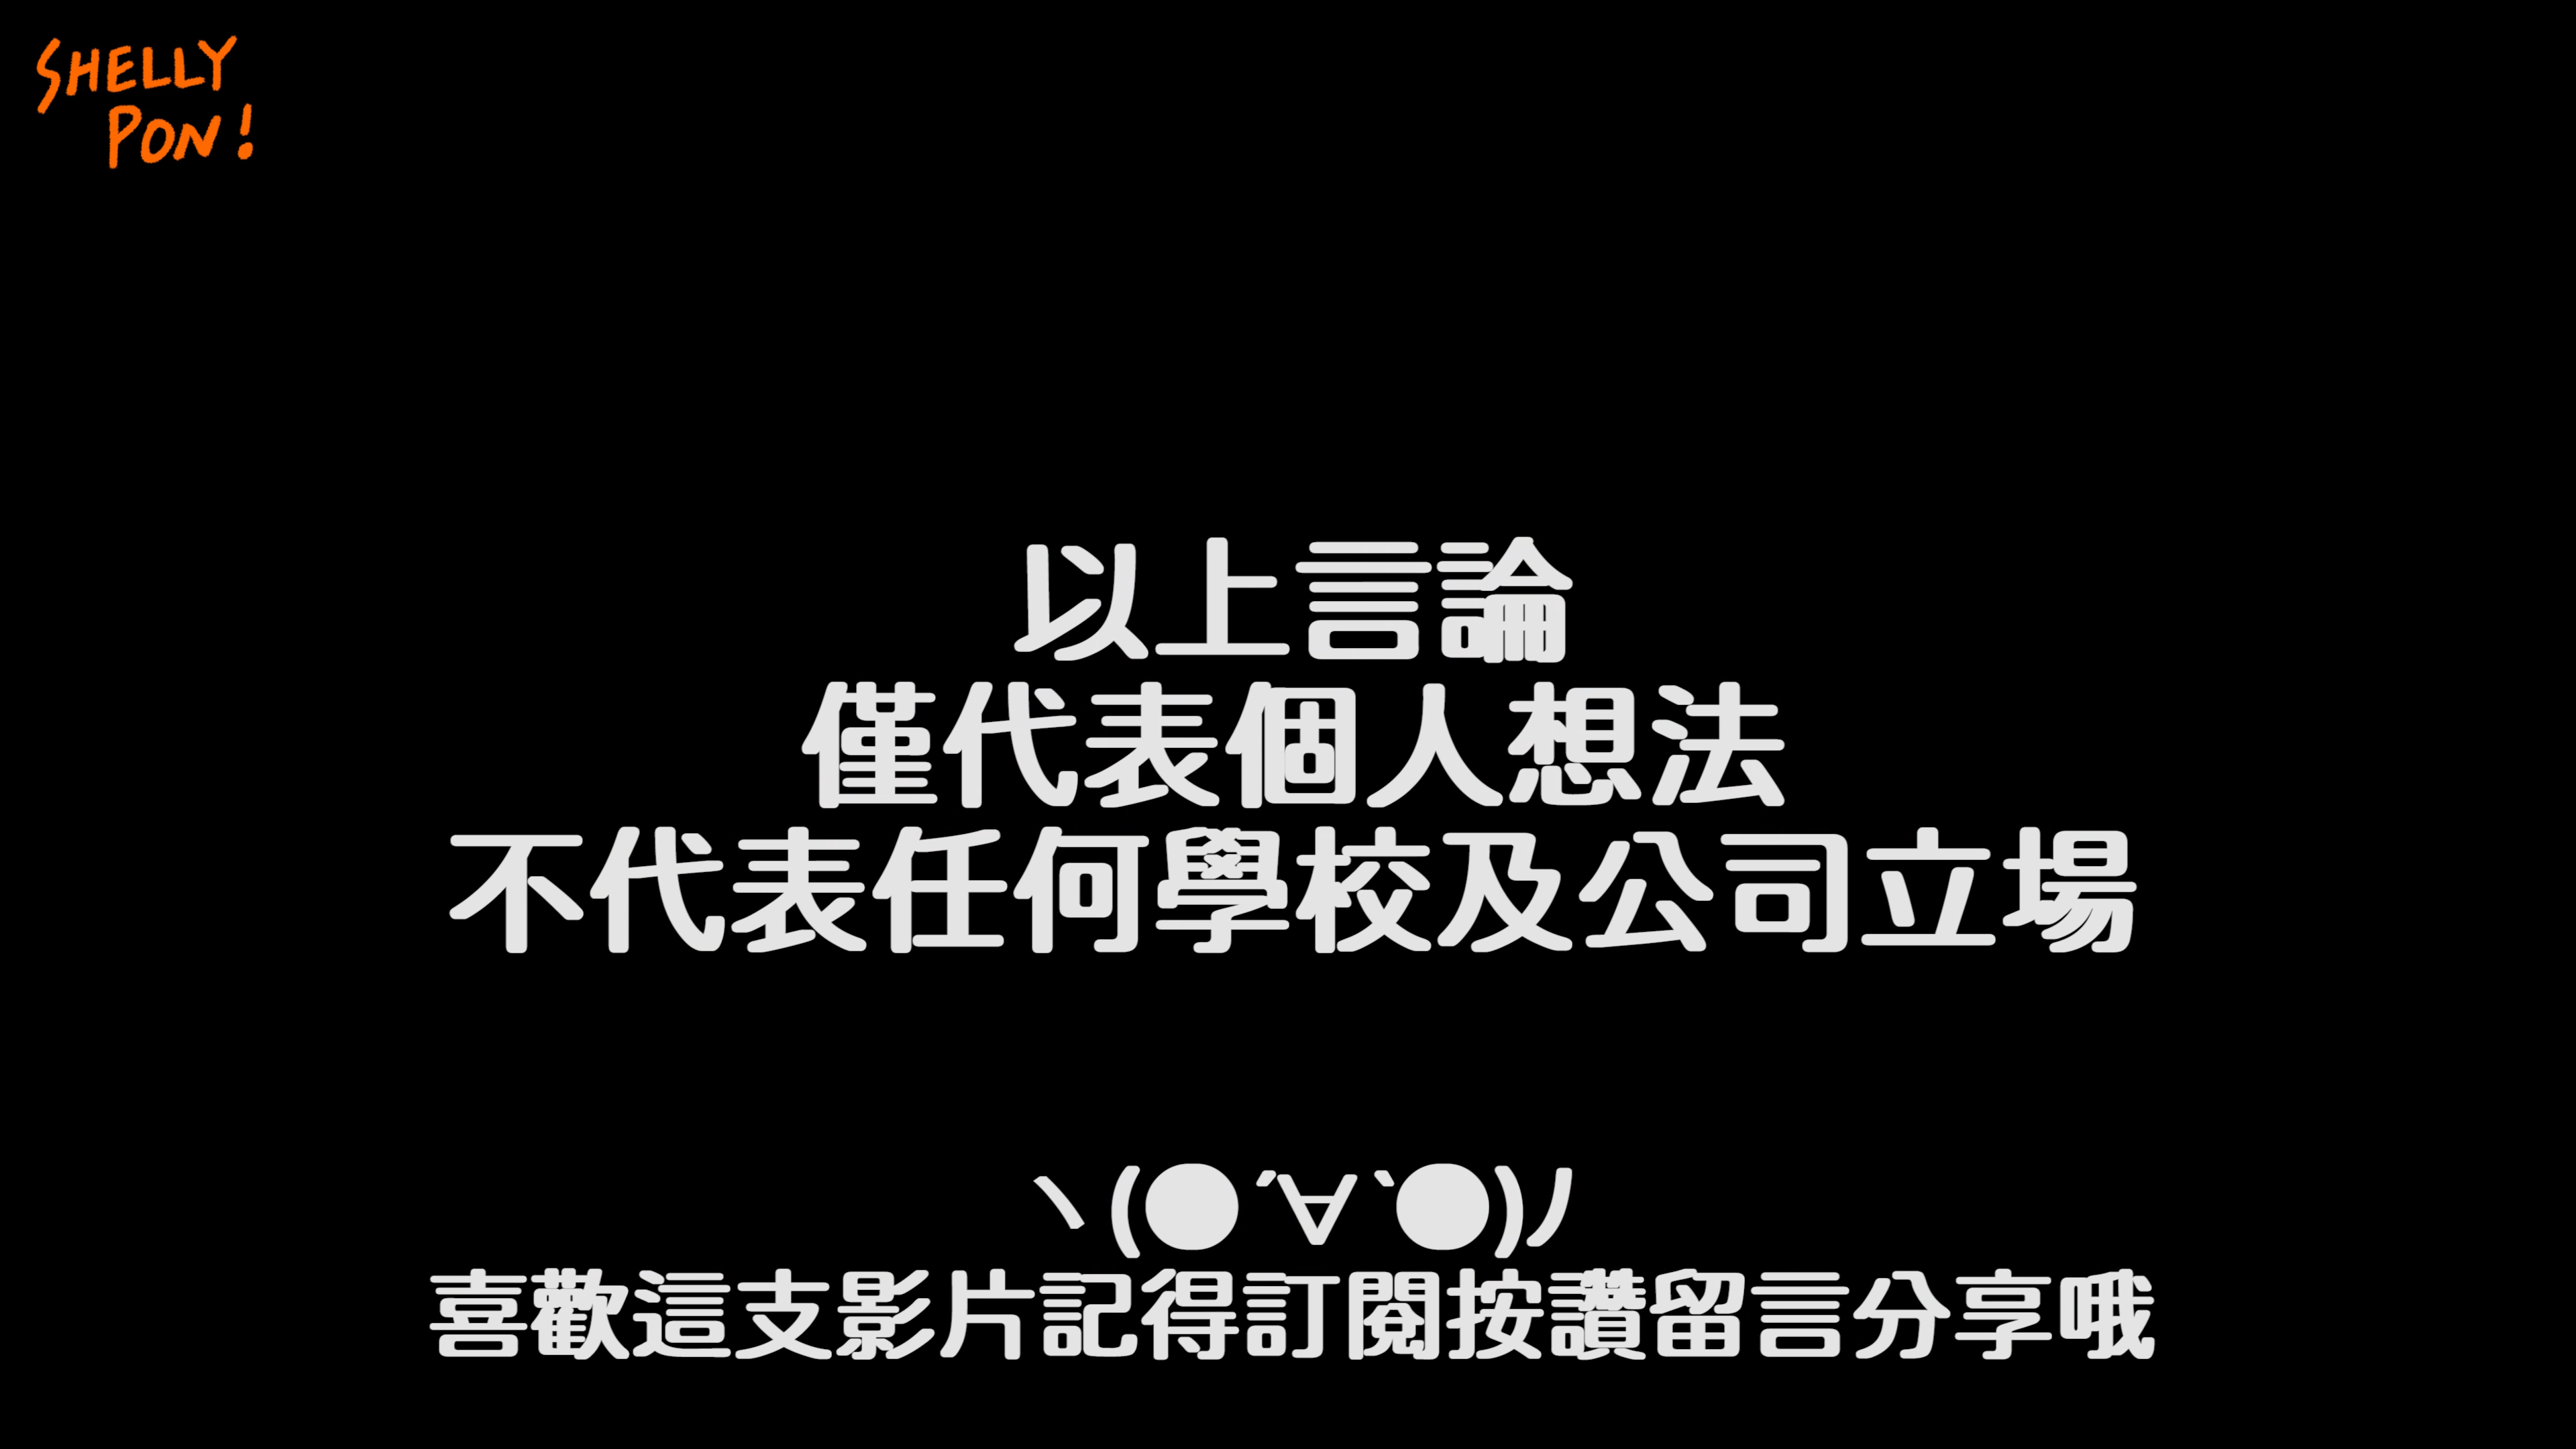 SHELLY
PON!
以上言論
僅代表個人想法
不代表任何學校及公司立場
ヽ(●´∀`●)ﾉ
喜歡這支影片記得訂閱按讚留言分享哦